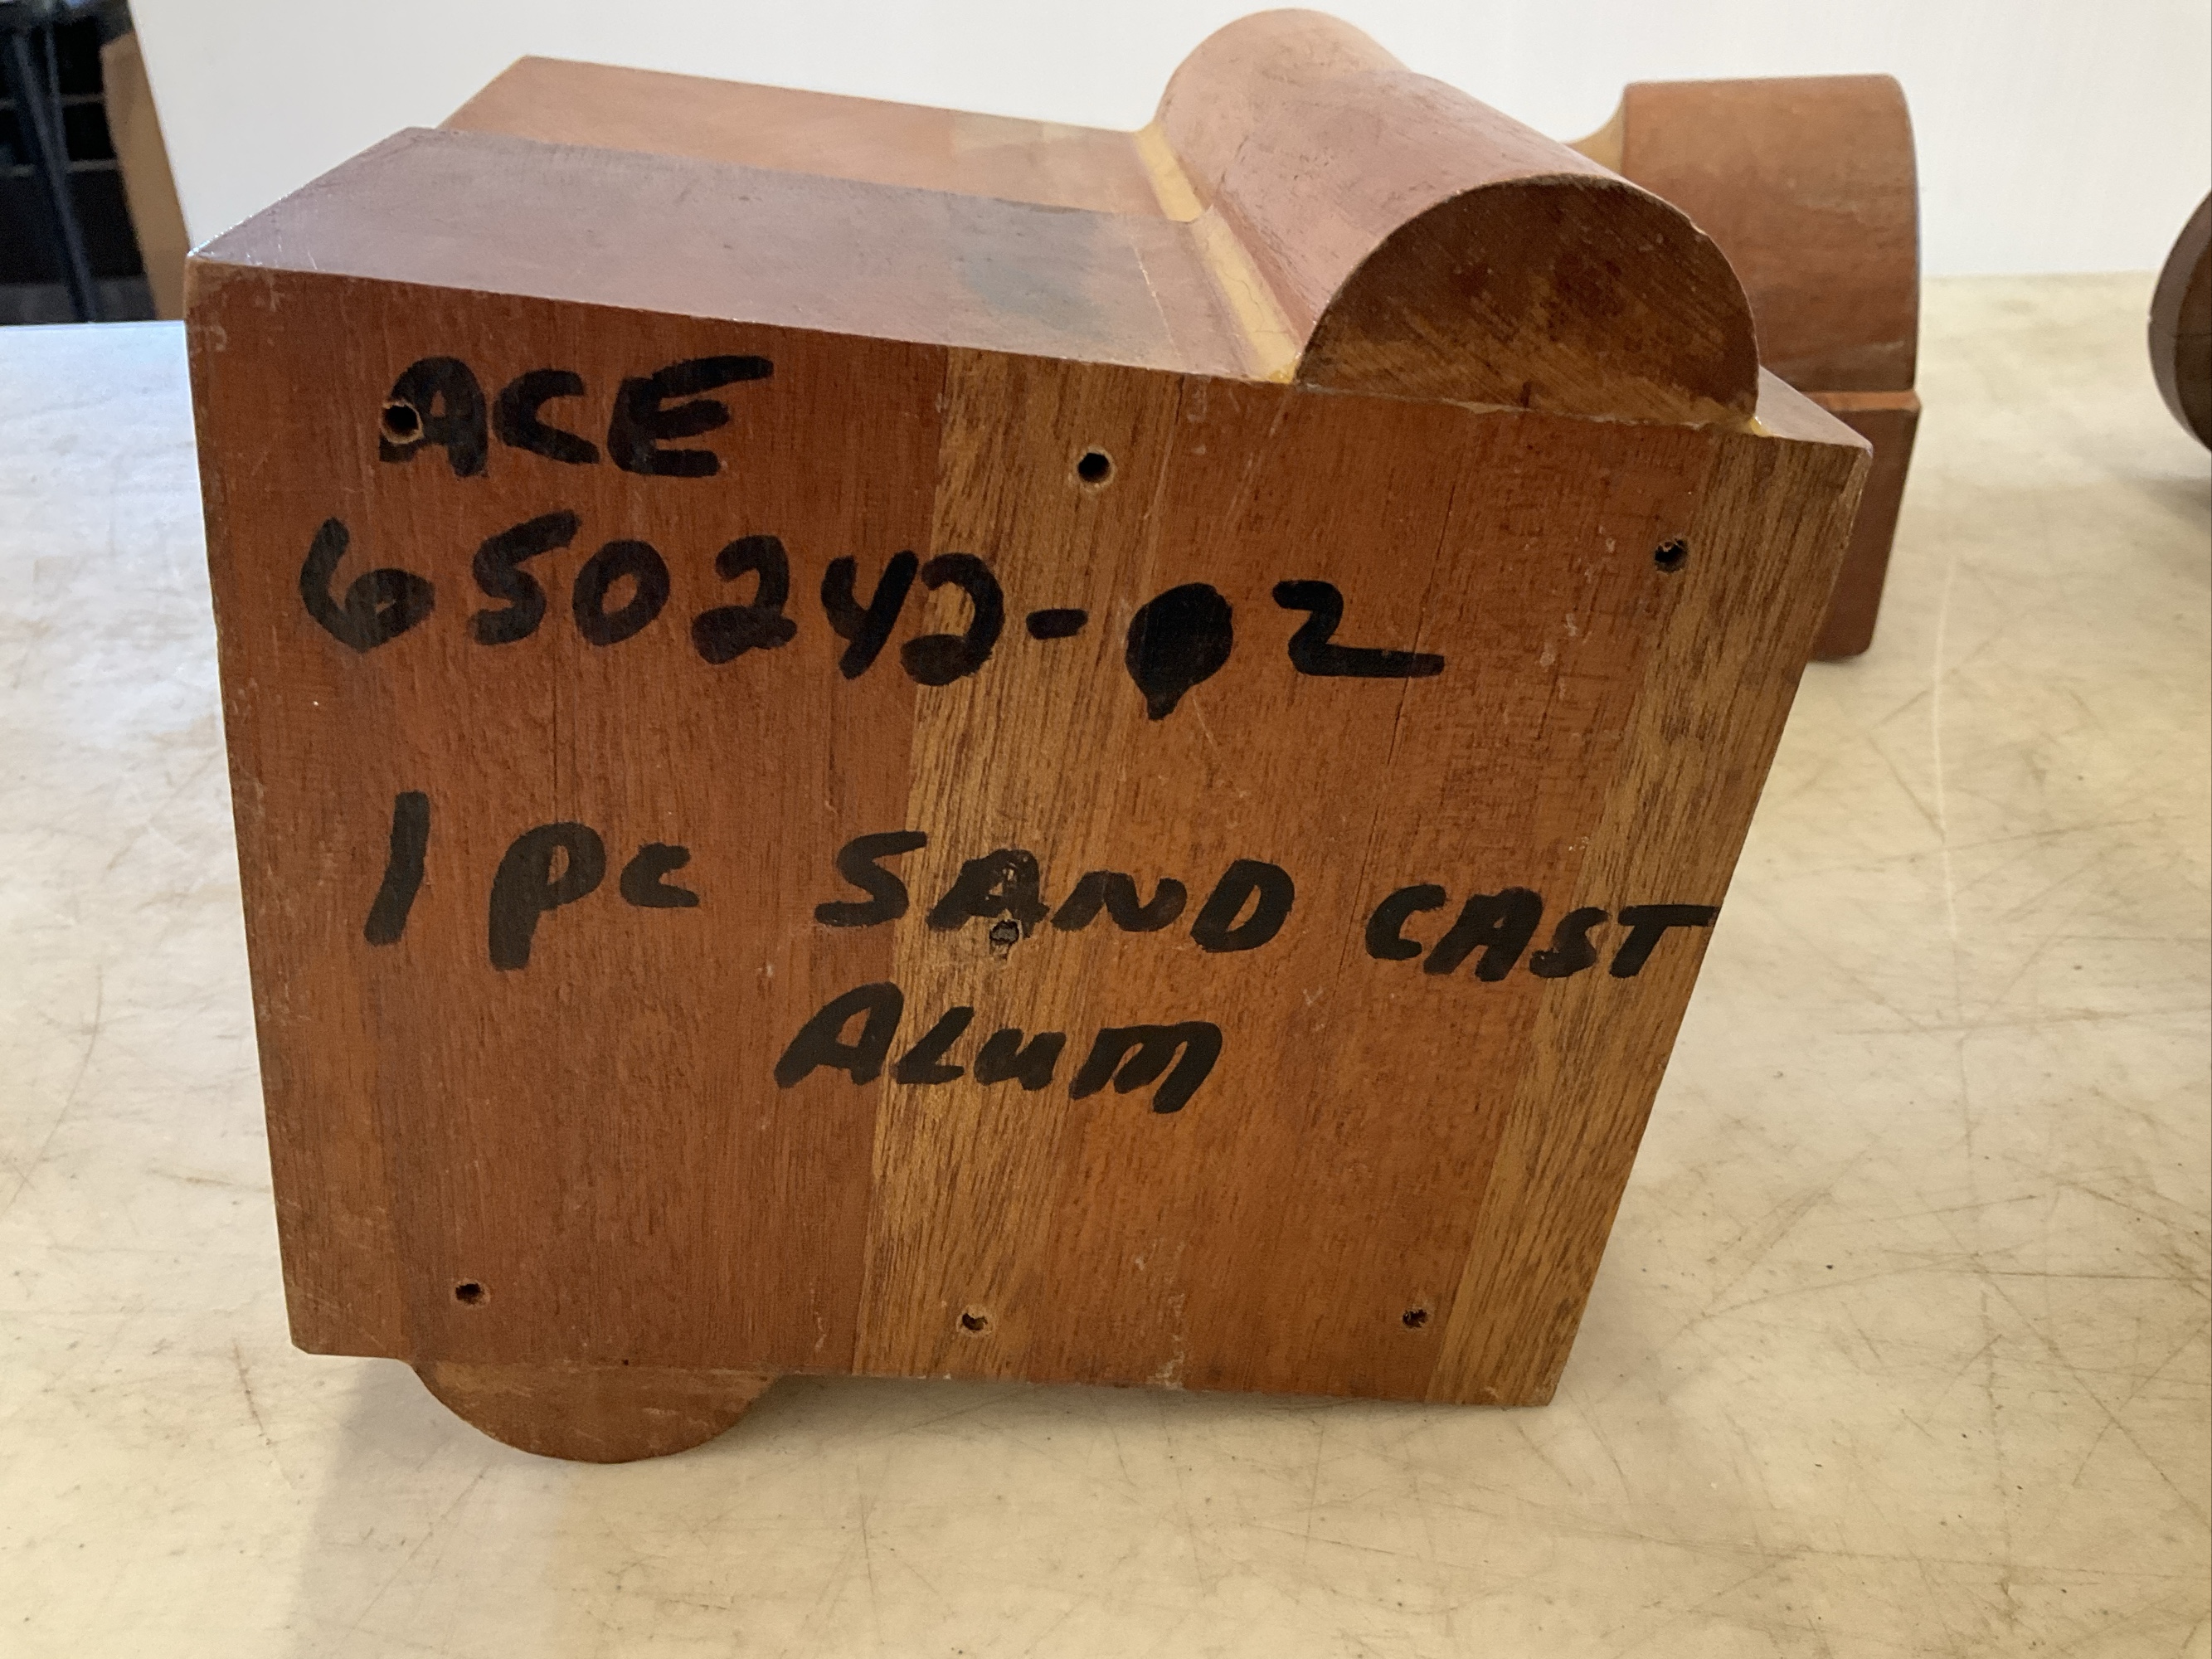 ACE
650242-02
1 PC SAND CAST
ALUM